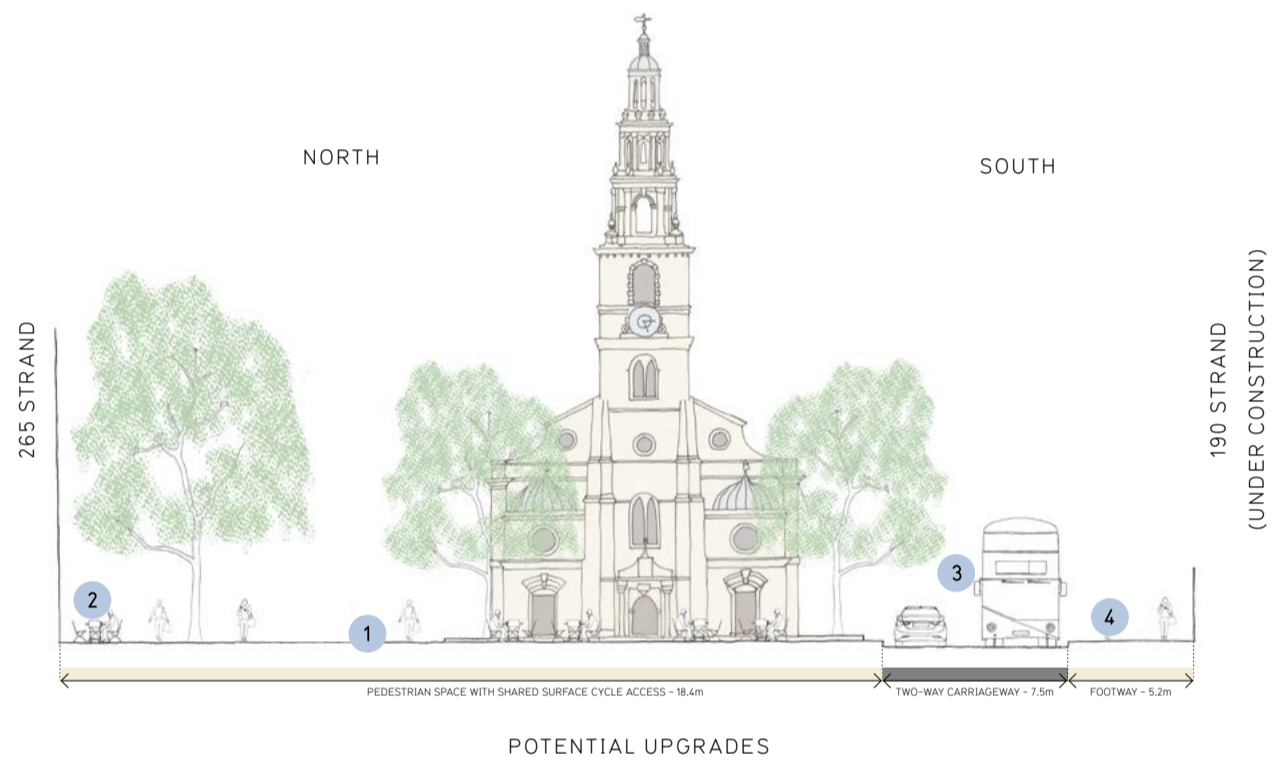 NORTH
SOUTH
265 STRAND
190 STRAND
(UNDER CONSTRUCTION)
2
1
3
4
PEDESTRIAN SPACE WITH SHARED SURFACE CYCLE ACCESS - 18.4m
TWO-WAY CARRIAGEWAY - 7.5m
FOOTWAY - 5.2m
POTENTIAL UPGRADES